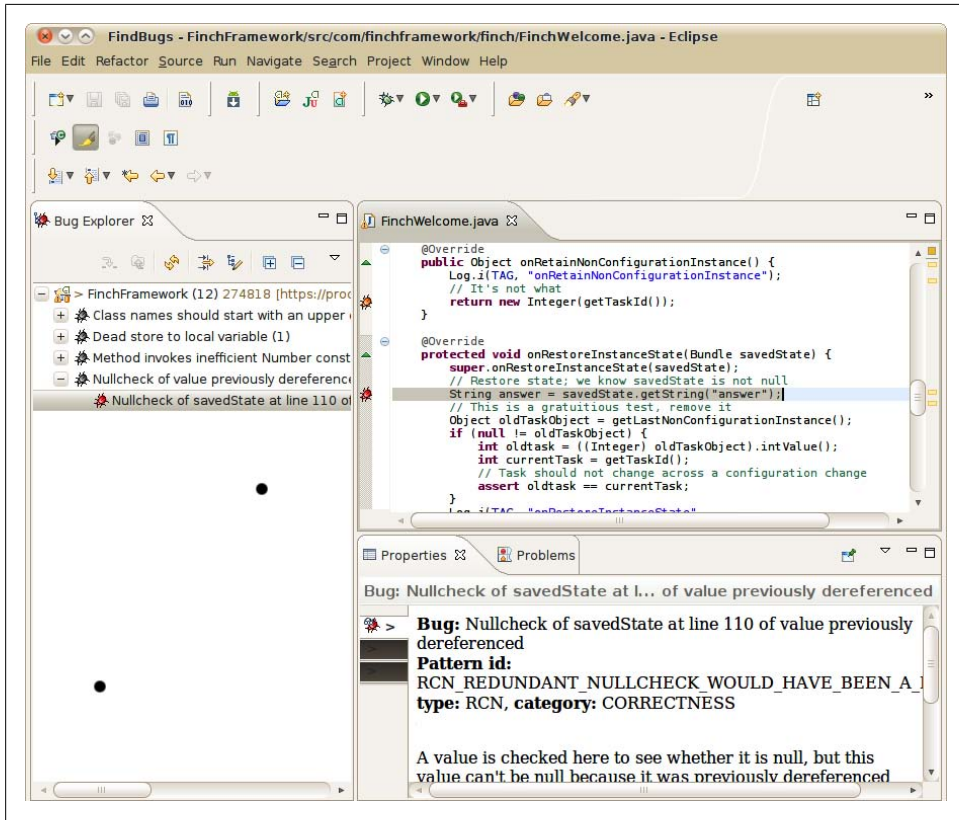 FindBugs - FinchFramework/src/com/finchframework/finch/FinchWelcome.java - Eclipse
File Edit Refactor Source Run Navigate Search Project Window Help
»
Bug Explorer
> FinchFramework (12) 274818 [https://proc
Class names should start with an upper
Dead store to local variable (1)
Method invokes inefficient Number const
Nullcheck of value previously dereference
Nullcheck of savedState at line 110 of
FinchWelcome.java
@Override
public Object onRetainNonConfigurationInstance() {
Log.i(TAG, "onRetainNonConfigurationInstance");
// It's not what
return new Integer(getTaskId());
}
@Override
protected void onRestoreInstanceState(Bundle savedState) {
super.onRestoreInstanceState(savedState);
// Restore state; we know savedState is not null
String answer = savedState.getString("answer");
// This is a gratuitious test, remove it
Object oldTaskObject = getLastNonConfigurationInstance();
if (null != oldTaskObject) {
int oldtask = ((Integer) oldTaskObject).intValue();
int currentTask = getTaskId();
// Task should not change across a configuration change
assert oldtask == currentTask;
}
Log.i(TAG, "onRestoreInstanceState"
Properties
Problems
Bug: Nullcheck of savedState at l... of value previously dereferenced
Bug: Nullcheck of savedState at line 110 of value previously
dereferenced
Pattern id:
RCN_REDUNDANT_NULLCHECK_WOULD_HAVE_BEEN_A_
type: RCN, category: CORRECTNESS
A value is checked here to see whether it is null, but this
value can't be null because it was previously dereferenced